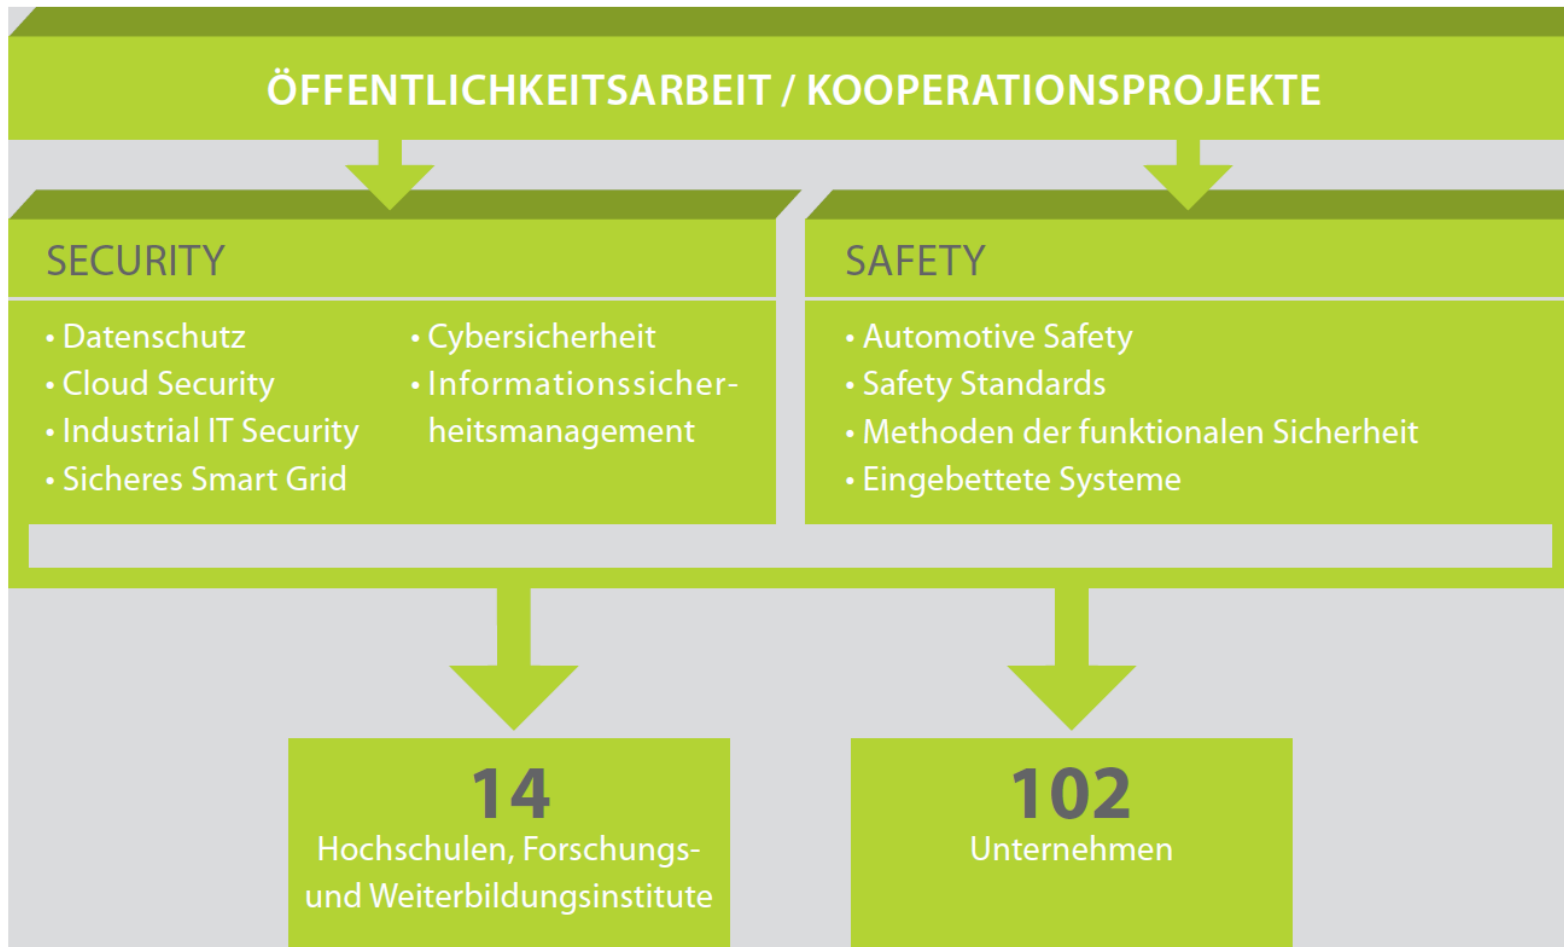 ÖFFENTLICHKEITSARBEIT / KOOPERATIONSPROJEKTE
SECURITY
• Datenschutz
• Cloud Security
• Industrial IT Security
• Sicheres Smart Grid
• Cybersicherheit
• Informationssicher-
heitsmanagement
SAFETY
• Automotive Safety
• Safety Standards
• Methoden der funktionalen Sicherheit
• Eingebettete Systeme
14
Hochschulen, Forschungs-
und Weiterbildungsinstitute
102
Unternehmen